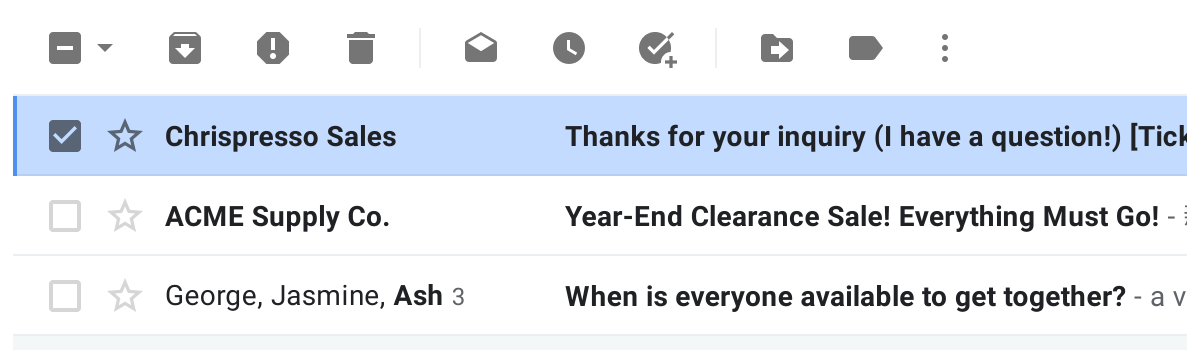 Chrispresso Sales Thanks for your inquiry (I have a question!)
ACME Supply Co. Year-End Clearance Sale! Everything Must Go! -
George, Jasmine, Ash 3 When is everyone available to get together? - a